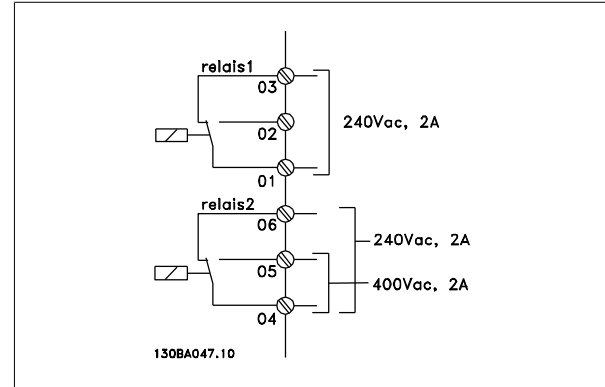 relais1
03
02
240Vac, 2A
01
relais2
06
240Vac, 2A
05
400Vac, 2A
04
130BA047.10